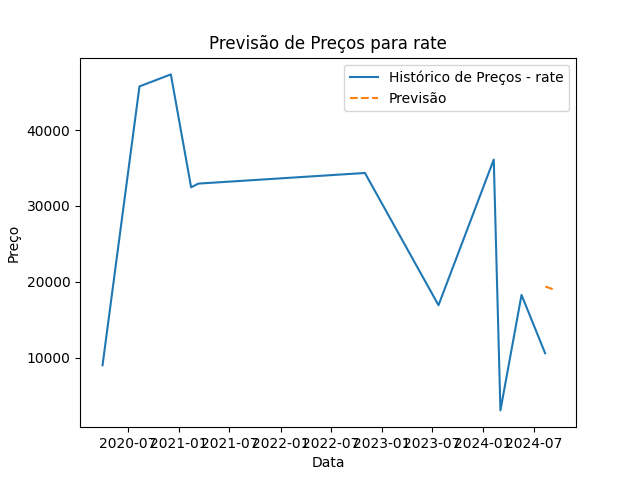 Previsão de Preços para rate
Histórico de Preços - rate
Previsão
Preço
40000
30000
20000
10000
2020-07 2021-01 2021-07 2022-01 2022-07 2023-01 2023-07 2024-01 2024-07
Data